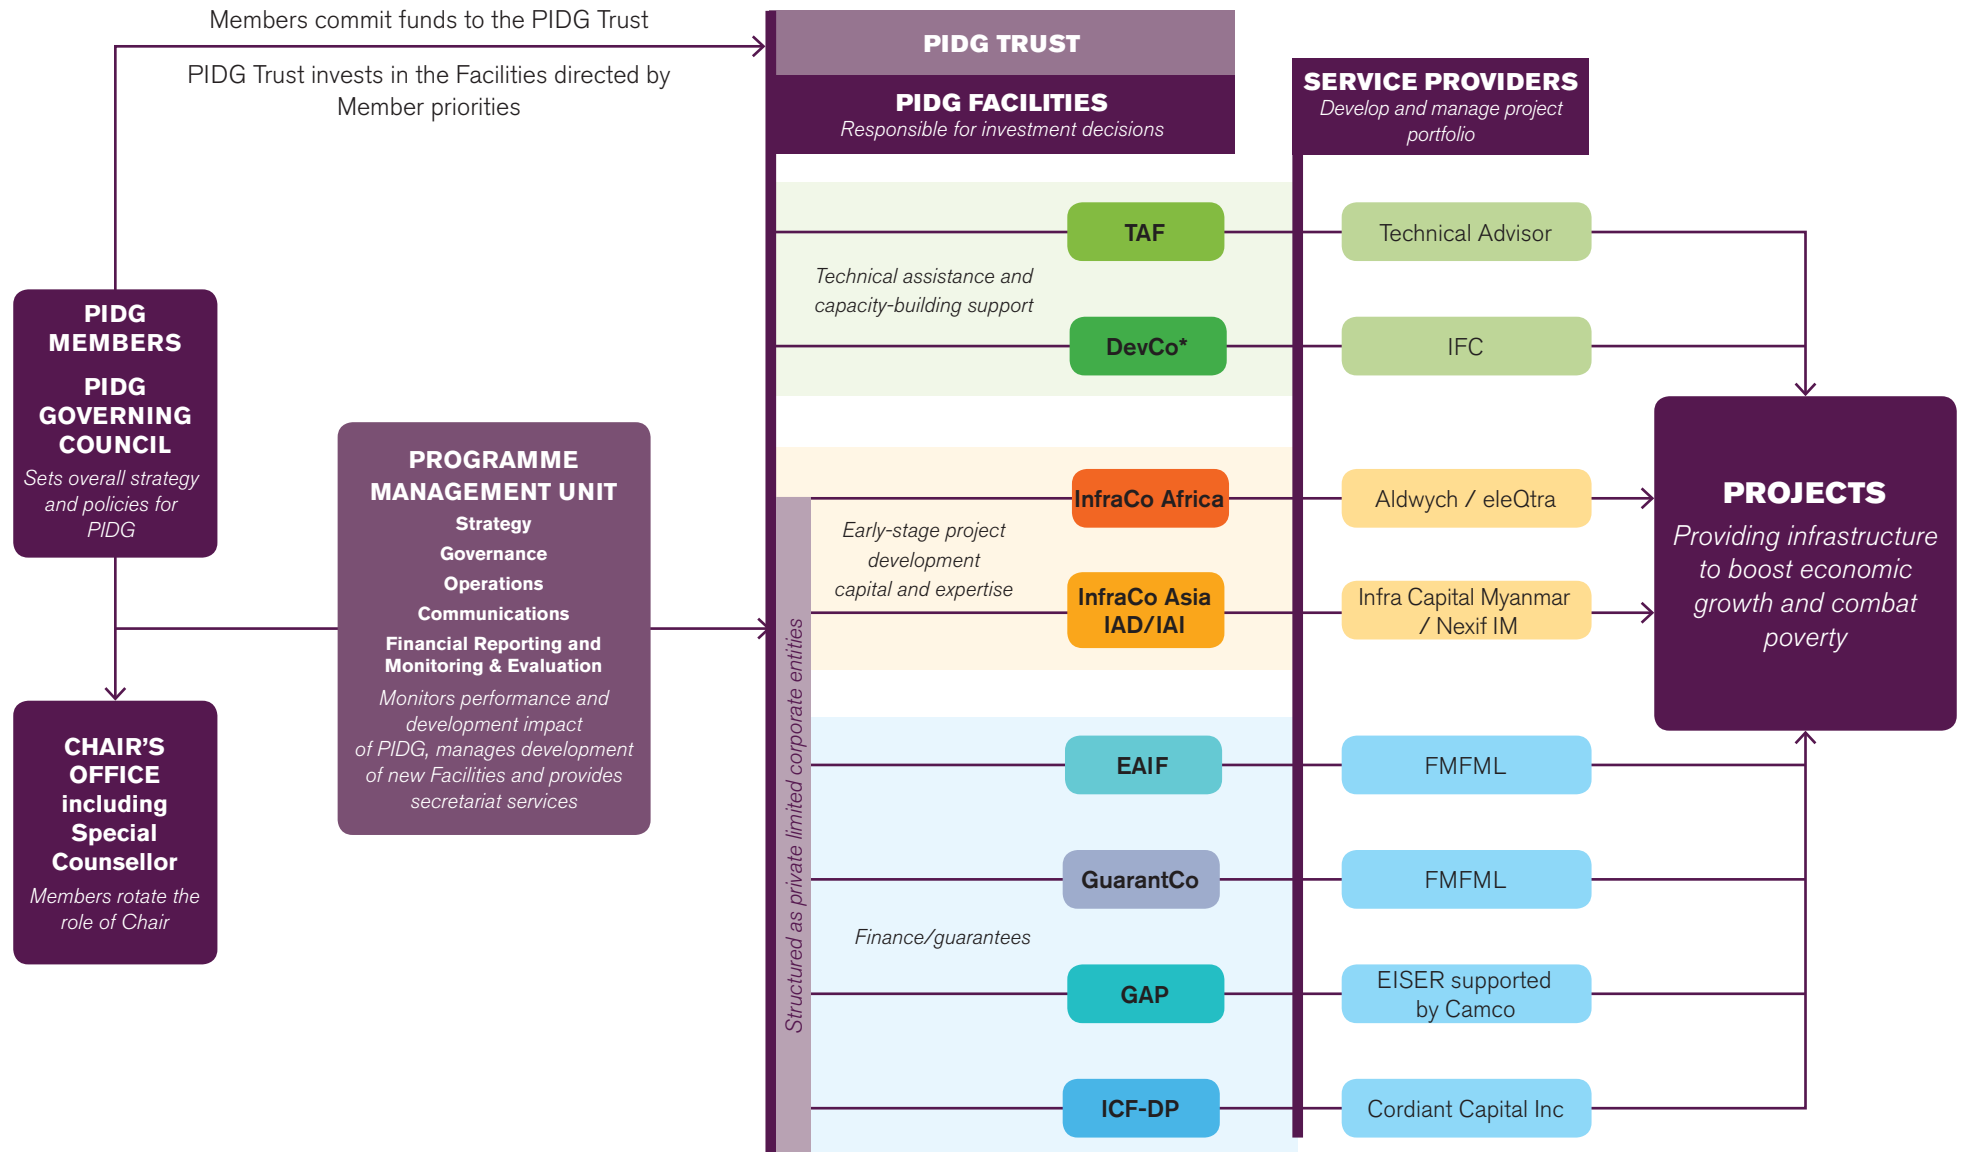 Members commit funds to the PIDG Trust
PIDG Trust invests in the Facilities directed by
Member priorities
PIDG TRUST
PIDG FACILITIES
Responsible for investment decisions
SERVICE PROVIDERS
Develop and manage project
portfolio
PIDG
MEMBERS
PIDG
GOVERNING
COUNCIL
Sets overall strategy
and policies for
PIDG
CHAIR'S
OFFICE
including
Special
Counsellor
Members rotate the
role of Chair
PROGRAMME
MANAGEMENT UNIT
Strategy
Governance
Operations
Communications
Financial Reporting and
Monitoring & Evaluation
Monitors performance and
development impact
of PIDG, manages development
of new Facilities and provides
secretariat services
Structured as private limited corporate entities
Technical assistance and
capacity-building support
TAF
Technical Advisor
DevCo*
IFC
Early-stage project
development
capital and expertise
InfraCo Africa
Aldwych / eleQtra
InfraCo Asia
IAD/IAI
Infra Capital Myanmar
/ Nexif IM
Finance/guarantees
EAIF
FMFML
GuarantCo
FMFML
GAP
EISER supported
by Camco
ICF-DP
Cordiant Capital Inc
PROJECTS
Providing infrastructure
to boost economic
growth and combat
poverty